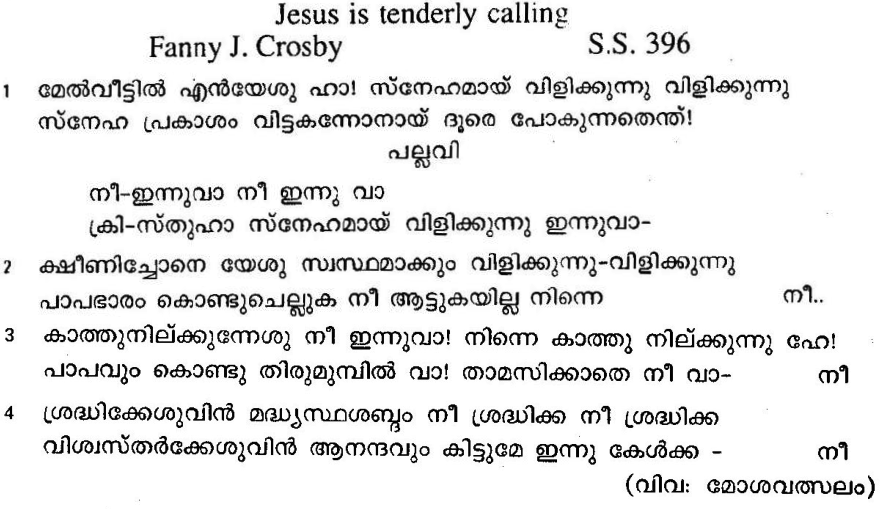 Jesus is tenderly calling
Fanny J. Crosby S.S. 396
1 മേൽവീട്ടിൽ എൻയേശു ഹാ! സ്നേഹമായ് വിളിക്കുന്നു വിളിക്കുന്നു
സ്നേഹ പ്രകാശം വിട്ടകന്നോനായ് ദൂരെ പോകുന്നതെന്ത്!
പല്ലവി
നീ-ഇന്നുവാ നീ ഇന്നു വാ
ക്രി-സ്തുഹാ സ്നേഹമായ് വിളിക്കുന്നു ഇന്നുവാ-
2 ക്ഷീണിച്ചോനെ യേശു സ്വസ്ഥമാക്കും വിളിക്കുന്നു-വിളിക്കുന്നു
പാപഭാരം കൊണ്ടുചെല്ലുക നീ ആട്ടുകയില്ല നിന്നെ നീ..
3 കാത്തുനില്ക്കുന്നേശു നീ ഇന്നുവാ! നിന്നെ കാത്തു നില്ക്കുന്നു ഹേ!
പാപവും കൊണ്ടു തിരുമുമ്പിൽ വാ! താമസിക്കാതെ നീ വാ- നീ
4 ശ്രദ്ധിക്കേശുവിൻ മദ്ധ്യസ്ഥശബ്ദം നീ ശ്രദ്ധിക്ക നീ ശ്രദ്ധിക്ക
വിശ്വസ്തർക്കേശുവിൻ ആനന്ദവും കിട്ടുമേ ഇന്നു കേൾക്ക - നീ
(വിവ: മോശവത്സലം)